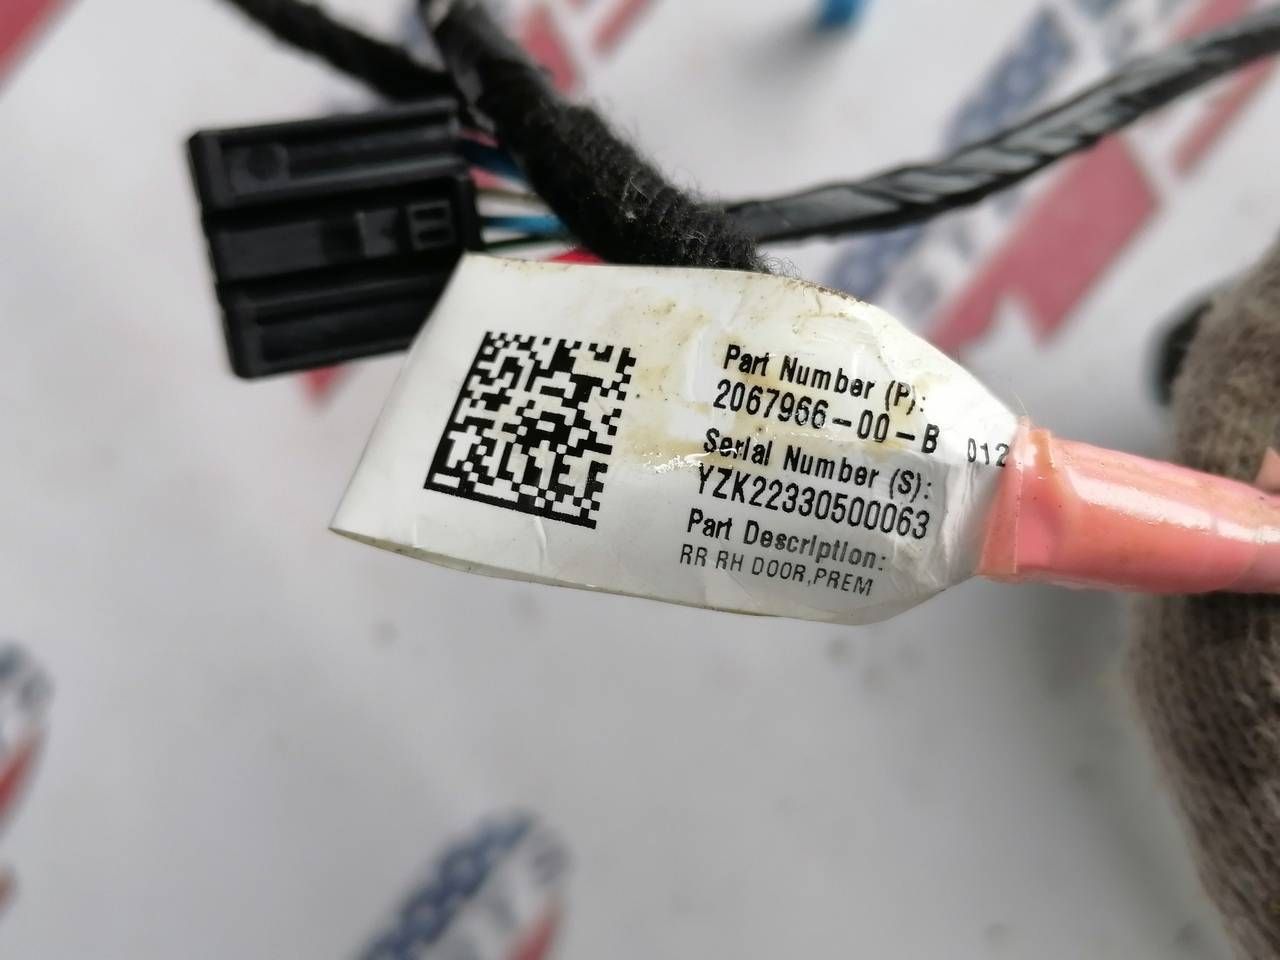 Part Number (P):
2067966-00-B 012
Serial Number (S):
YZK22330500063
Part Description:
RR RH DOOR,PREM